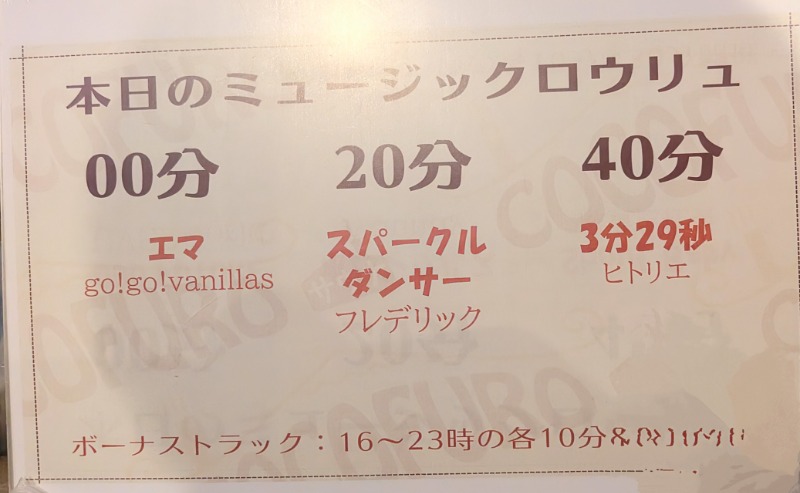 本日のミュージックロウリュ
00分 20分 40分
エマ
go!go!vanillas
スパークル
ダンサー
フレデリック
3分29秒
ヒトリエ
ボーナストラック：16〜23時の各10分&
COCOFURO
COCOFURO